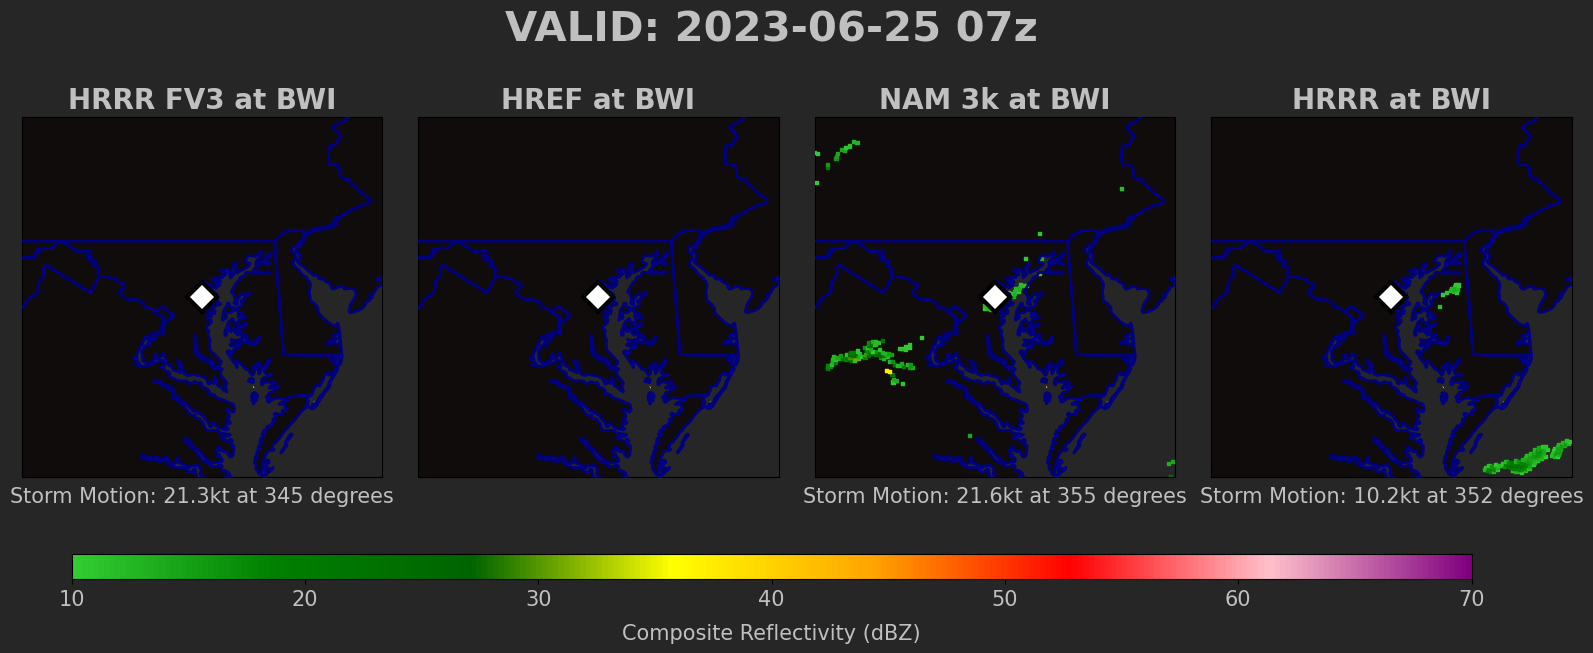 VALID: 2023-06-25 07z
HRRR FV3 at BWI
HREF at BWI
NAM 3k at BWI
HRRR at BWI
Storm Motion: 21.3kt at 345 degrees
Storm Motion: 21.6kt at 355 degrees
Storm Motion: 10.2kt at 352 degrees
10 20 30 40 50 60 70
Composite Reflectivity (dBZ)